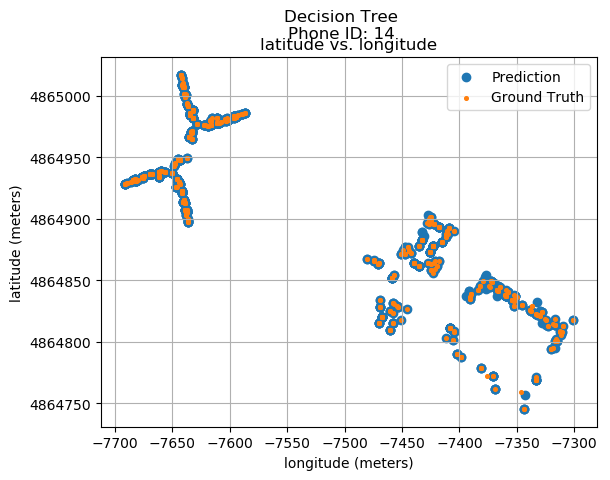 Decision Tree
Phone ID: 14
latitude vs. longitude
Prediction
Ground Truth
4865000
4864950
4864900
4864850
4864800
4864750
latitude (meters)
−7700 −7650 −7600 −7550 −7500 −7450 −7400 −7350 −7300
longitude (meters)